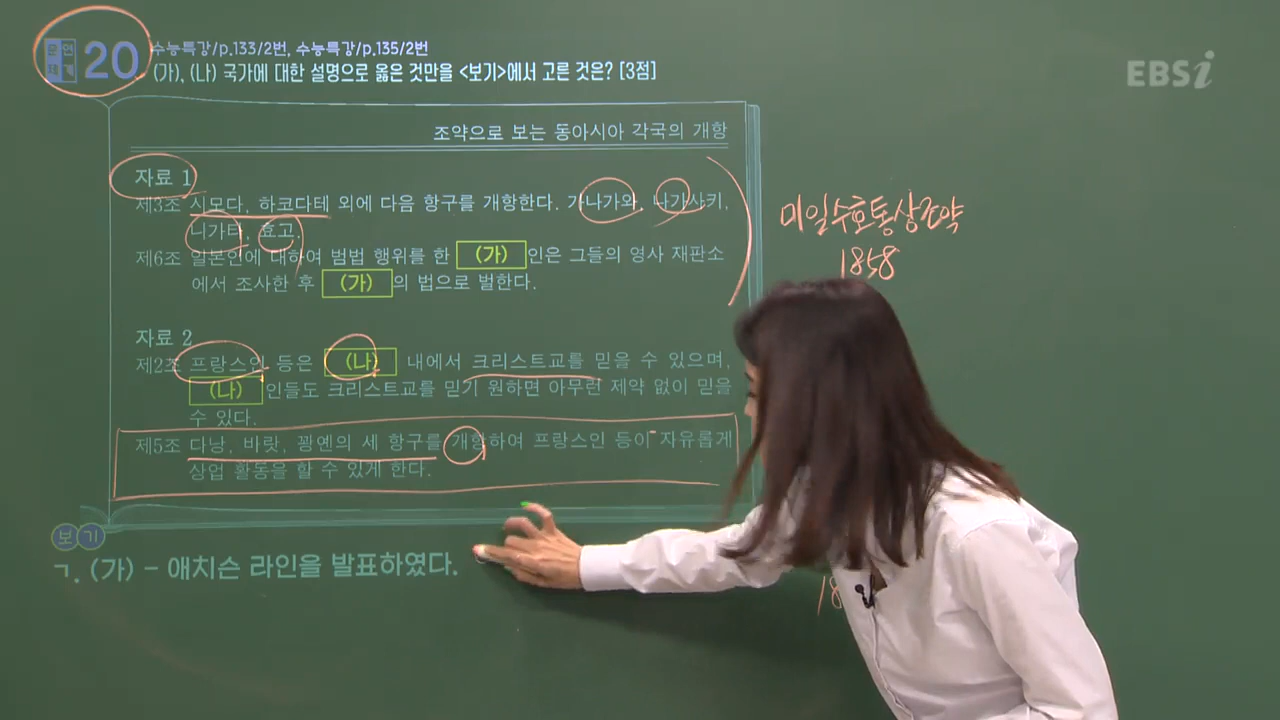 연계
문제
20
수능특강/p.133/2번, 수능특강/p.135/2번
(가), (나) 국가에 대한 설명으로 옳은 것만을 <보기>에서 고른 것은? [3점]
EBSi
조약으로 보는 동아시아 각국의 개항
자료 1
제3조 시모다, 하코다테 외에 다음 항구를 개항한다. 가나가와, 나가사키,
니가타, 효고.
제6조 일본인에 대하여 범법 행위를 한 (가) 인은 그들의 영사 재판소
에서 조사한 후 (가) 의 법으로 벌한다.
미일수호통상조약
1858
자료 2
제2조 프랑스인 등은 (나) 내에서 크리스트교를 믿을 수 있으며,
(나) 인들도 크리스트교를 믿기 원하면 아무런 제약 없이 믿을
수 있다.
제5조 다낭, 바랏, 꽝옌의 세 항구를 개항하여 프랑스인 등이 자유롭게
상업 활동을 할 수 있게 한다.
보기
ㄱ. (가) - 애치슨 라인을 발표하였다.
18